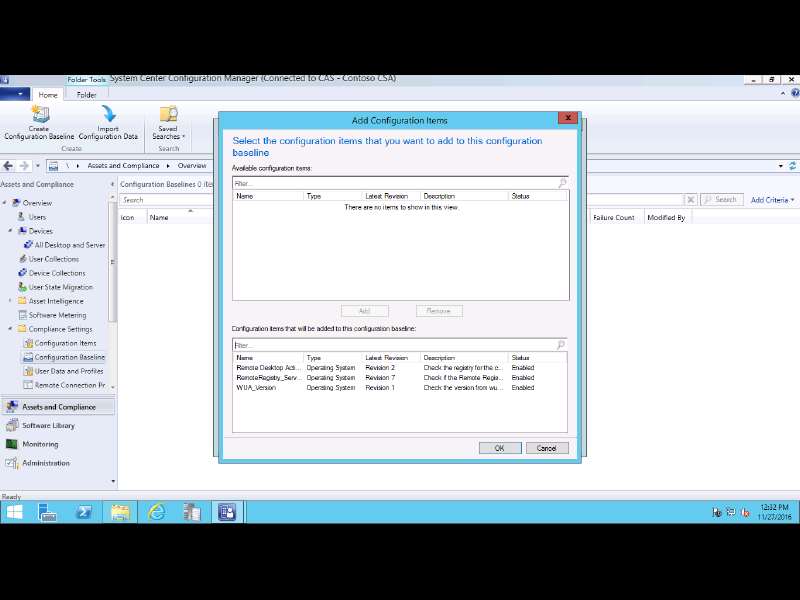 Folder Tools System Center Configuration Manager (Connected to CAS - Contoso CSA)
Home Folder
Create
Configuration Baseline
Import
Configuration Data
Saved
Searches
Create
Search
\ Assets and Compliance Overview
Assets and Compliance
Overview
Users
Devices
All Desktop and Server
User Collections
Device Collections
User State Migration
Asset Intelligence
Software Metering
Compliance Settings
Configuration Items
Configuration Baseline
User Data and Profiles
Remote Connection Pr
Assets and Compliance
Software Library
Monitoring
Administration
Configuration Baselines 0 ite
Search
Icon Name
Search Add Criteria
Failure Count Modified By
Add Configuration Items
Select the configuration items that you want to add to this configuration
baseline
Available configuration items:
Filter...
Name Type Latest Revision Description Status
There are no items to show in this view.
Add Remove
Configuration items that will be added to this configuration baseline:
Filter...
Name Type Latest Revision Description Status
Remote Desktop Acti... Operating System Revision 2 Check the registry for the c... Enabled
RemoteRegistry_Serv... Operating System Revision 7 Check if the Remote Regis... Enabled
WUA_Version Operating System Revision 1 Check the version from wu... Enabled
OK Cancel
Ready
12:32 PM
11/27/2016